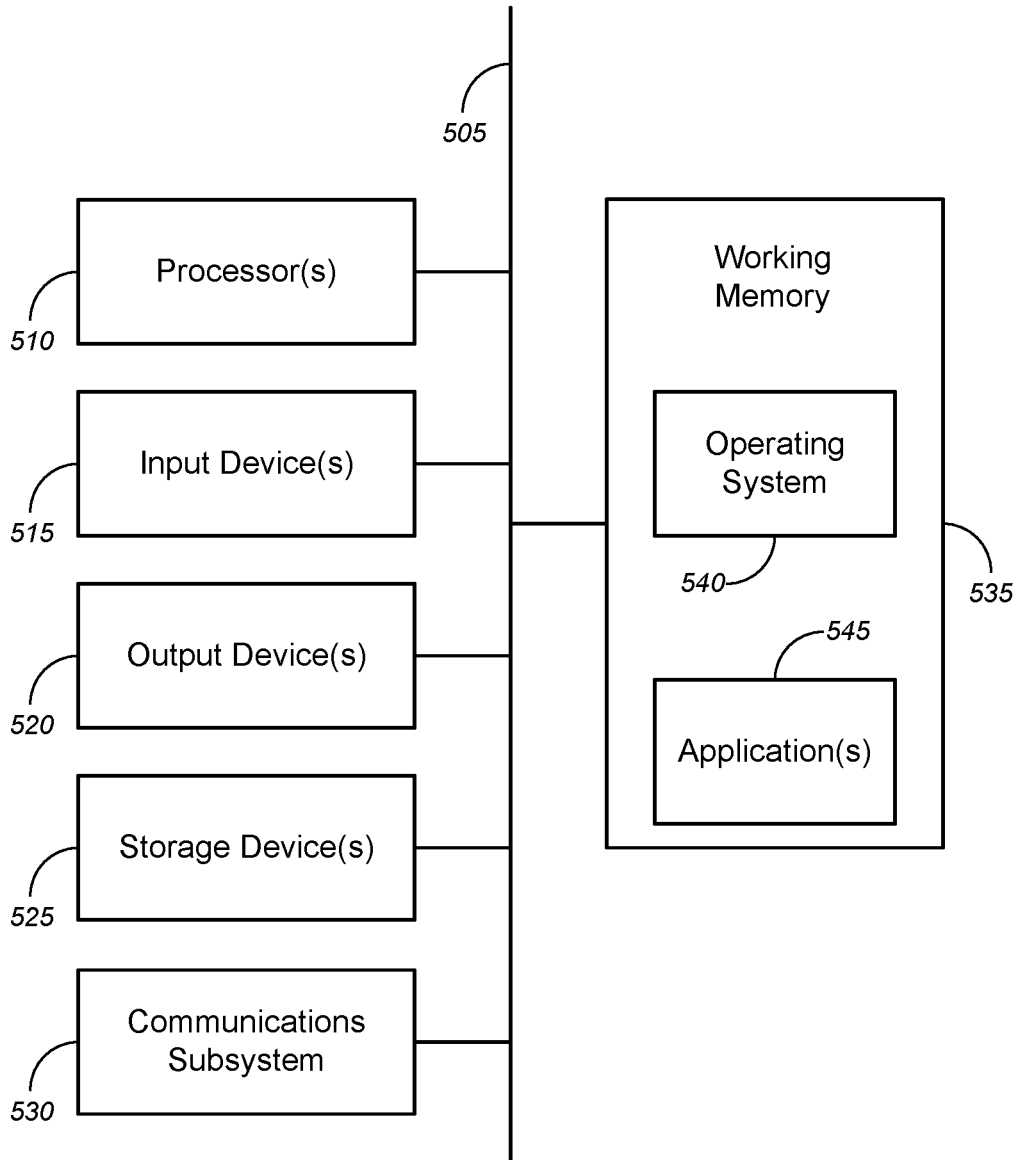 505
Processor(s)
510
Input Device(s)
515
Output Device(s)
520
Storage Device(s)
525
Communications
Subsystem
530
Working
Memory
Operating
System
540
535
545
Application(s)